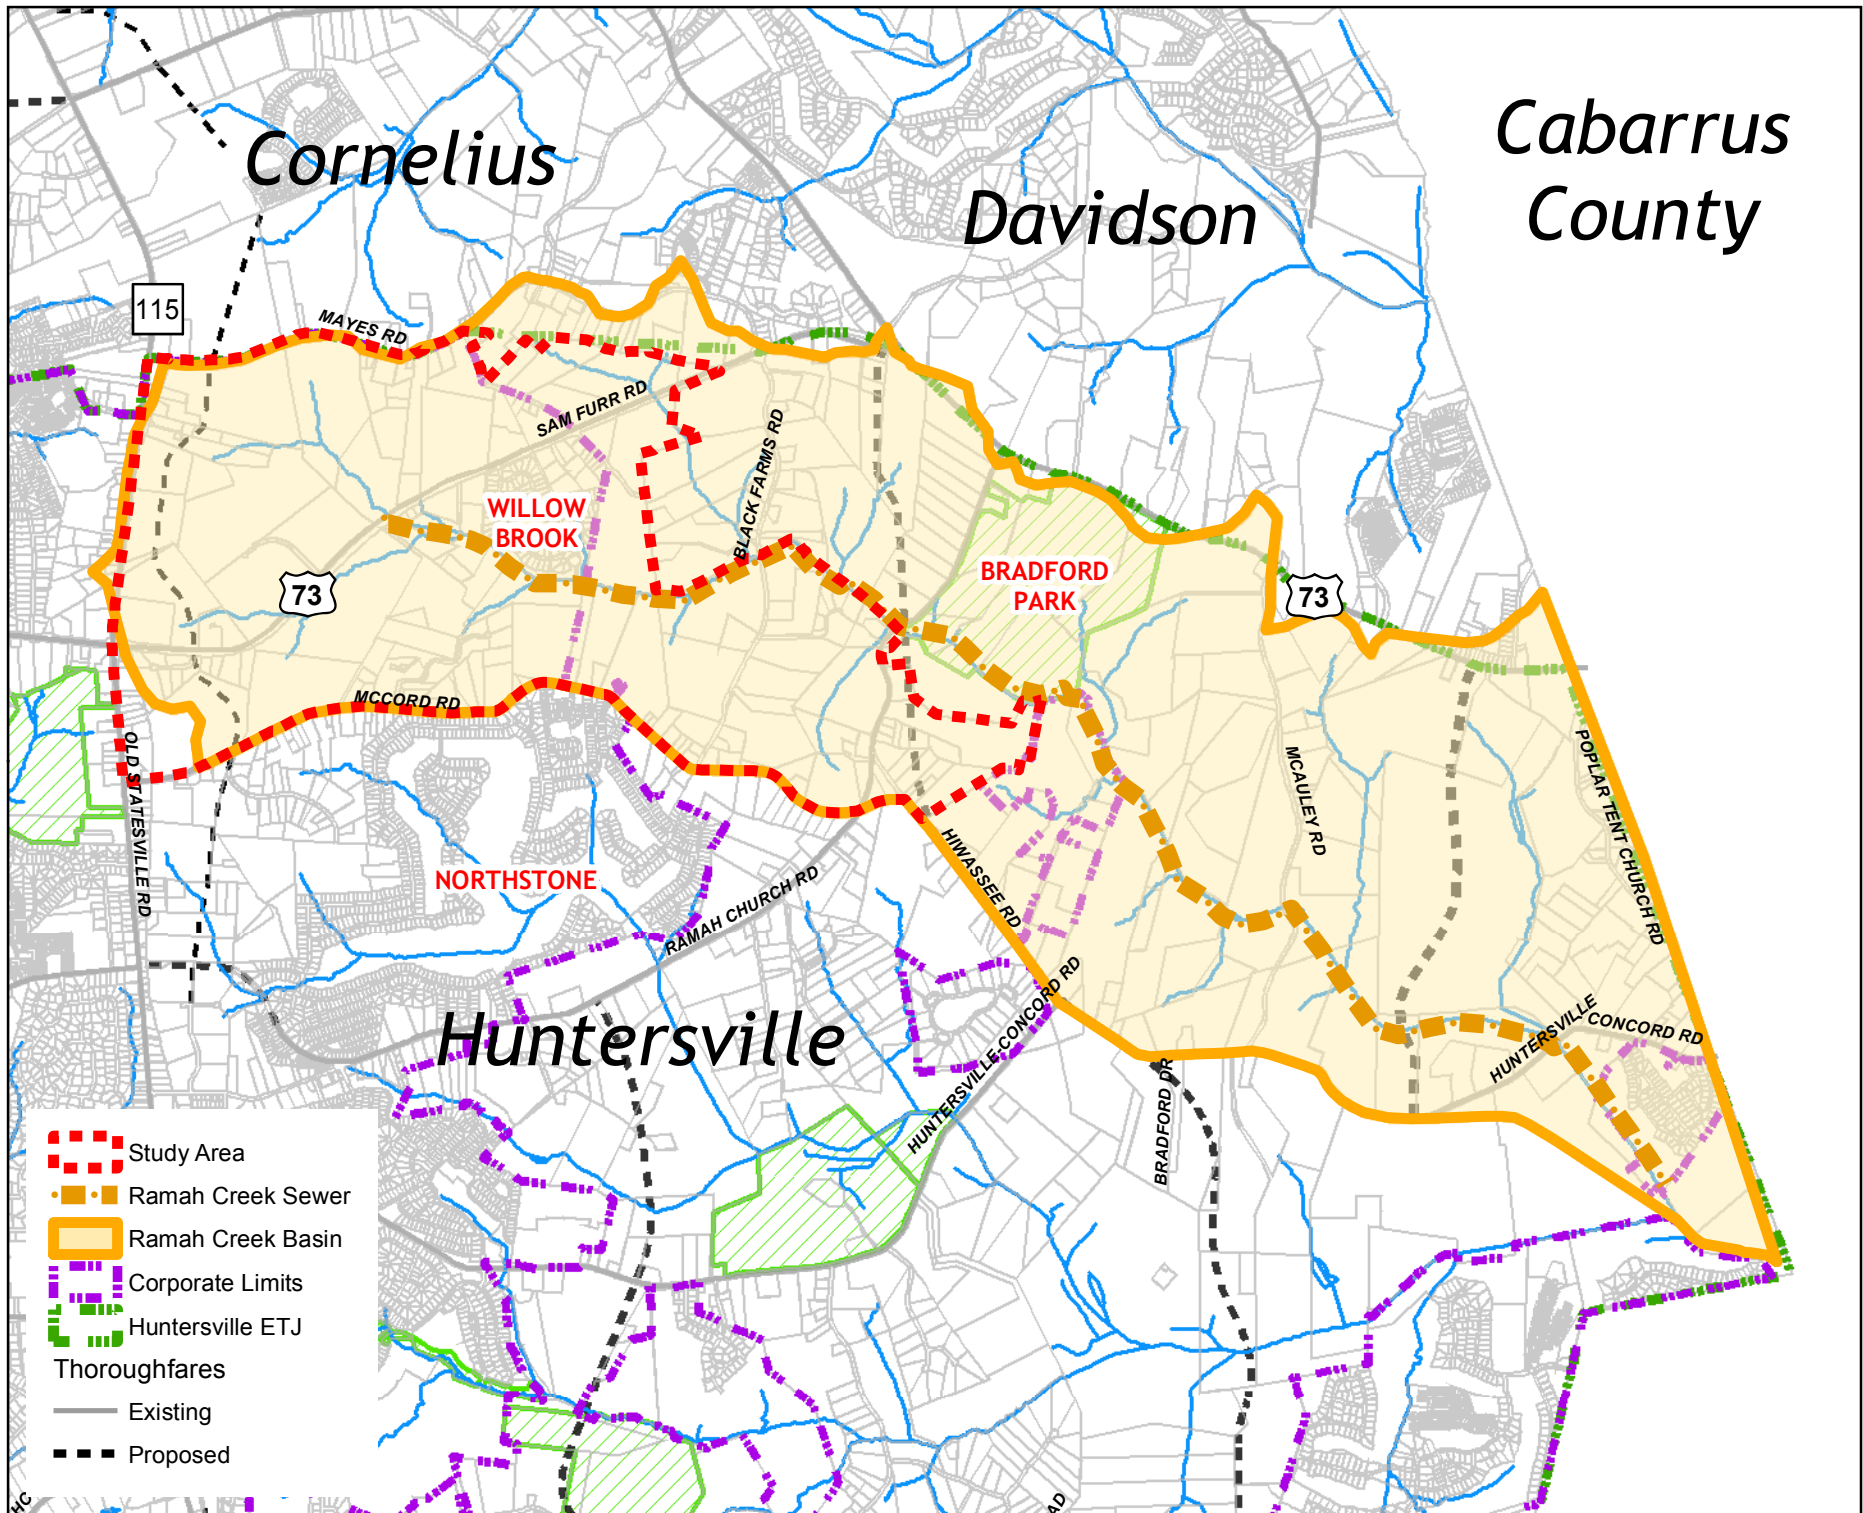 Cabarrus
County
Cornelius
Davidson
115
MAYES RD
SAM FURR RD
BLACK FARMS RD
WILLOW
BROOK
BRADFORD
PARK
73
73
MCCORD RD
OLD STATESVILLE RD
POPLAR TENT CHURCH RD
MCAULEY RD
HIWASSEE RD
NORTHSTONE
RAMAH CHURCH RD
HUNTERSVILLE-CONCORD RD
HUNTERSVILLE
CONCORD RD
Huntersville
BRADFORD DR
Study Area
Ramah Creek Sewer
Ramah Creek Basin
Corporate Limits
Huntersville ETJ
Thoroughfares
Existing
Proposed
HC
AD